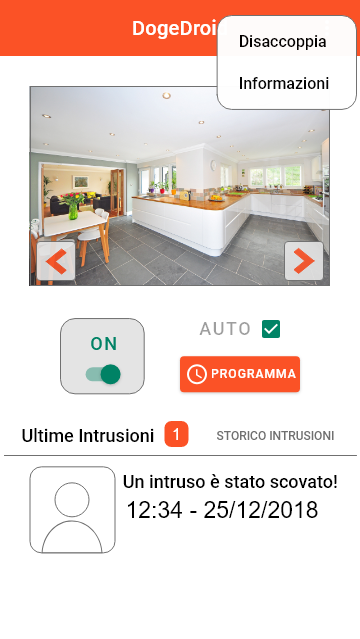 DogeDroi
Disaccoppia
Informazioni
ON
AUTO
PROGRAMMA
Ultime Intrusioni 1 STORICO INTRUSIONI
Un intruso è stato scovato!
12:34 - 25/12/2018